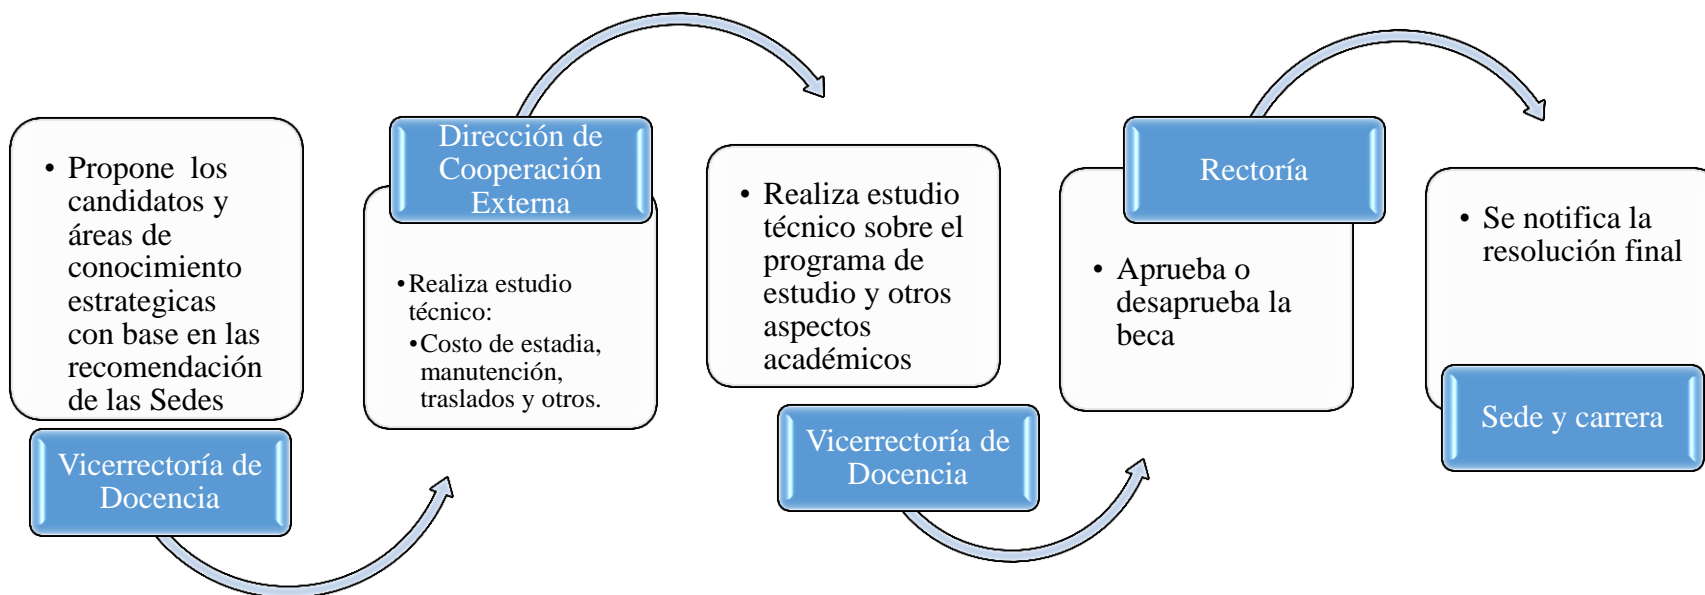 • Propone  los
candidatos y
áreas de
conocimiento
estrategicas
con base en las
recomendación
de las Sedes
Vicerrectoría de
Docencia
Dirección de
Cooperación
Externa
•Realiza estudio
técnico:
•Costo de estadia,
manutención,
traslados y otros.
• Realiza estudio
técnico sobre el
programa de
estudio y otros
aspectos
académicos
Vicerrectoría de
Docencia
Rectoría
• Aprueba o
desaprueba la
beca
• Se notifica la
resolución final
Sede y carrera